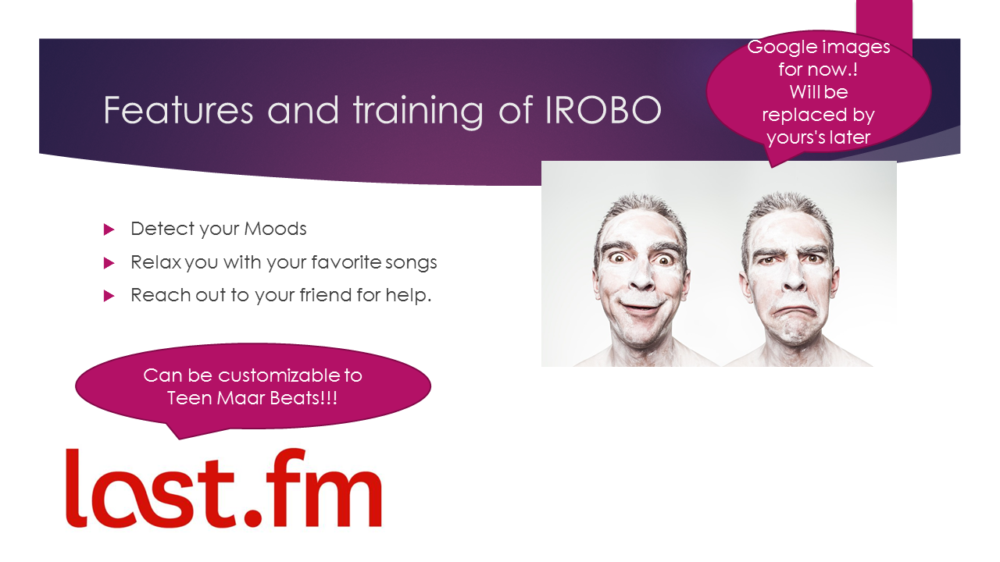 Features and training of IROBO
Google images
for now.!
Will be
replaced by
yours's later
Detect your Moods
Relax you with your favorite songs
Reach out to your friend for help.
Can be customizable to
Teen Maar Beats!!!
last.fm